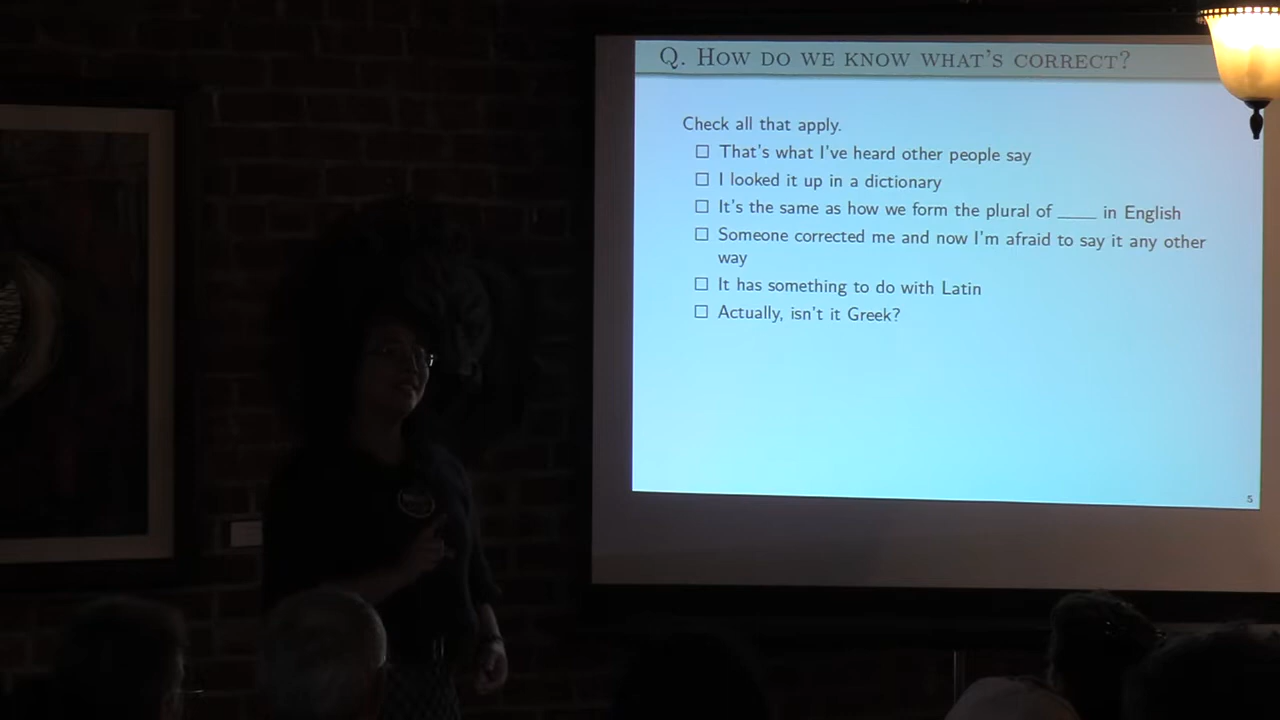 Q. How do we know what's correct?
Check all that apply.
☐ That's what I've heard other people say
☐ I looked it up in a dictionary
☐ It's the same as how we form the plural of ____ in English
☐ Someone corrected me and now I'm afraid to say it any other
way
☐ It has something to do with Latin
☐ Actually, isn't it Greek?
5